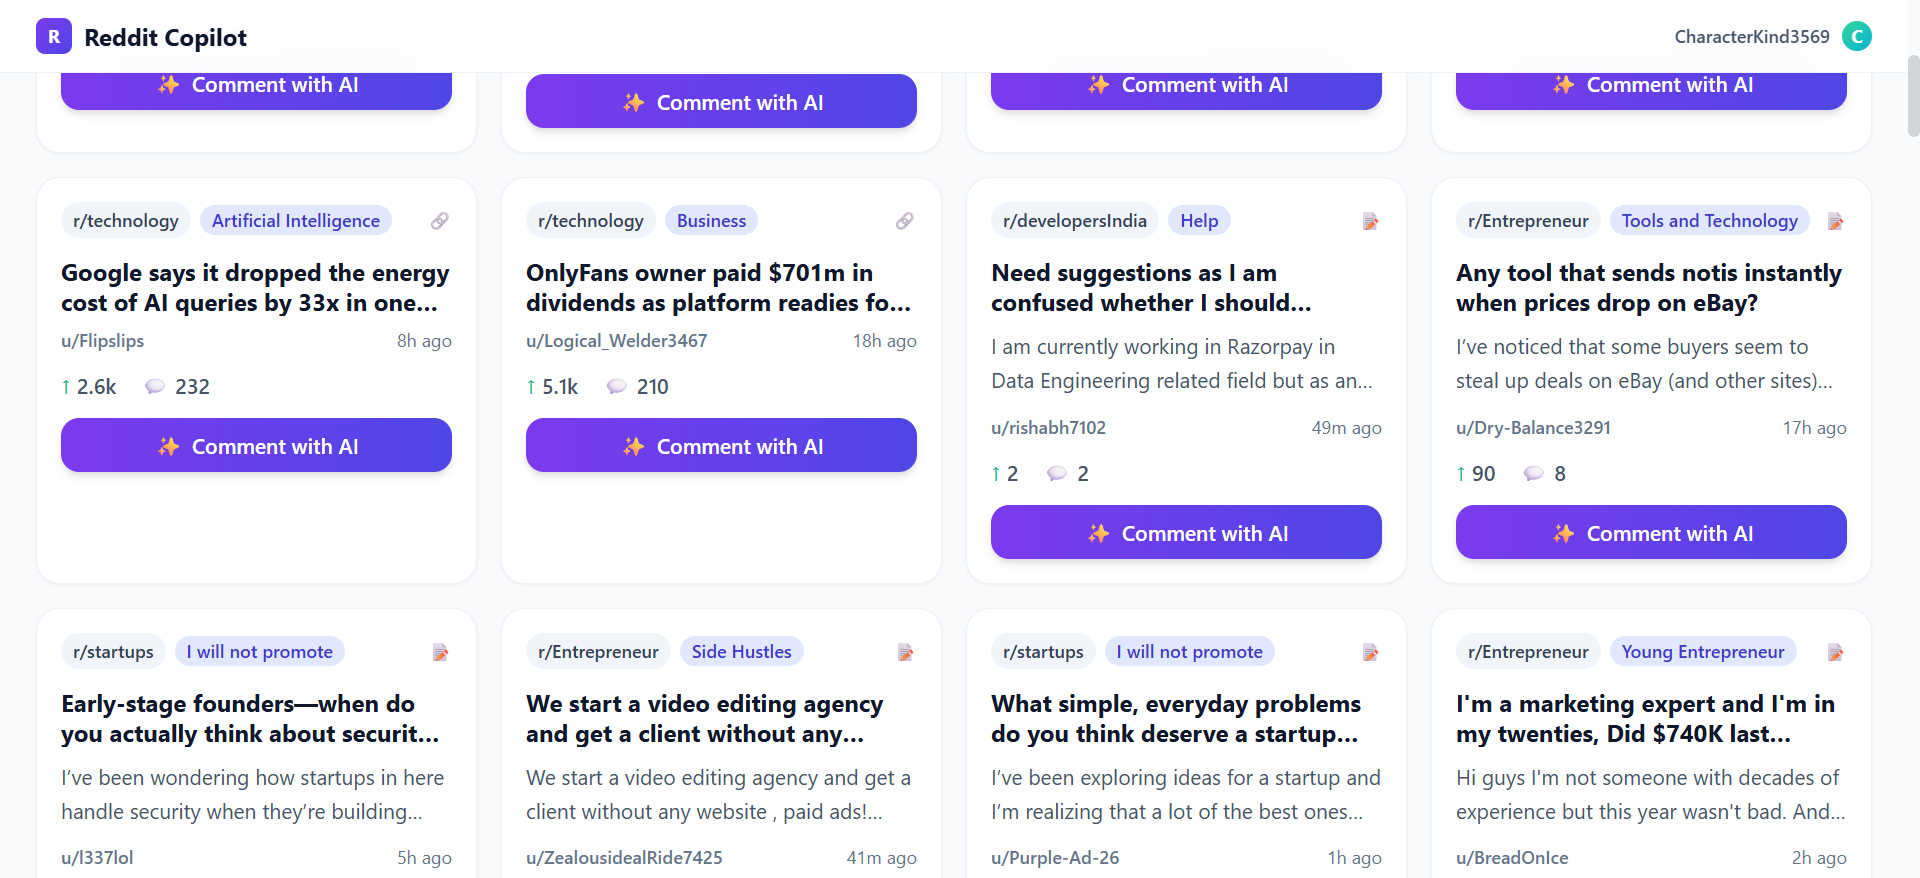 R Reddit Copilot
CharacterKind3569 C
✨ Comment with AI
✨ Comment with AI
✨ Comment with AI
✨ Comment with AI
r/technology Artificial Intelligence
Google says it dropped the energy
cost of AI queries by 33x in one...
u/Flipslips 8h ago
↑ 2.6k 232
✨ Comment with AI
r/technology Business
OnlyFans owner paid $701m in
dividends as platform readies fo...
u/Logical_Welder3467 18h ago
↑ 5.1k 210
✨ Comment with AI
r/developersIndia Help
Need suggestions as I am
confused whether I should...
I am currently working in Razorpay in
Data Engineering related field but as an...
u/rishabh7102 49m ago
↑ 2 2
✨ Comment with AI
r/Entrepreneur Tools and Technology
Any tool that sends notis instantly
when prices drop on eBay?
I’ve noticed that some buyers seem to
steal up deals on eBay (and other sites)...
u/Dry-Balance3291 17h ago
↑ 90 8
✨ Comment with AI
r/startups I will not promote
Early-stage founders—when do
you actually think about securit...
I’ve been wondering how startups in here
handle security when they’re building...
u/l337lol 5h ago
r/Entrepreneur Side Hustles
We start a video editing agency
and get a client without any...
We start a video editing agency and get a
client without any website , paid ads!...
u/ZealousidealRide7425 41m ago
r/startups I will not promote
What simple, everyday problems
do you think deserve a startup...
I’ve been exploring ideas for a startup and
I’m realizing that a lot of the best ones...
u/Purple-Ad-26 1h ago
r/Entrepreneur Young Entrepreneur
I'm a marketing expert and I'm in
my twenties, Did $740K last...
Hi guys I'm not someone with decades of
experience but this year wasn't bad. And...
u/BreadOnIce 2h ago